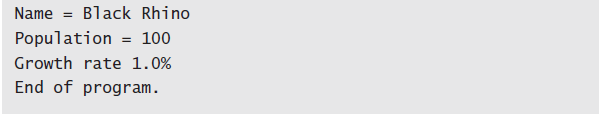 Name = Black Rhino
Population = 100
Growth rate 1.0%
End of program.